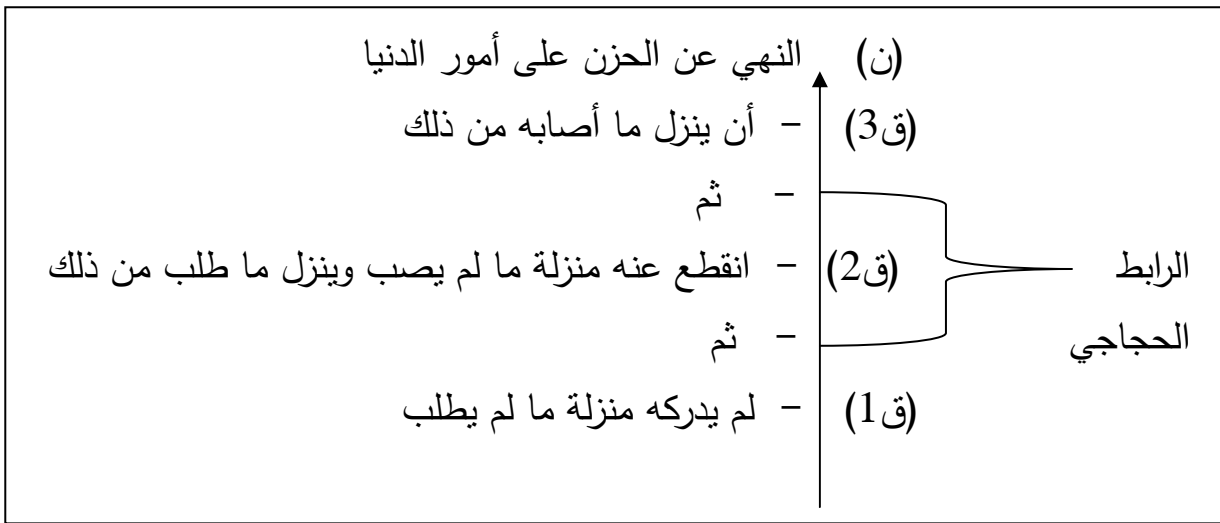 (ن) النهي عن الحزن على أمور الدنيا
(ق3) – أن ينزل ما أصابه من ذلك
– ثم
الرابط (ق2) – انقطع عنه منزلة ما لم يصب وينزل ما طلب من ذلك
الحجاجي – ثم
(ق1) – لم يدركه منزلة ما لم يطلب